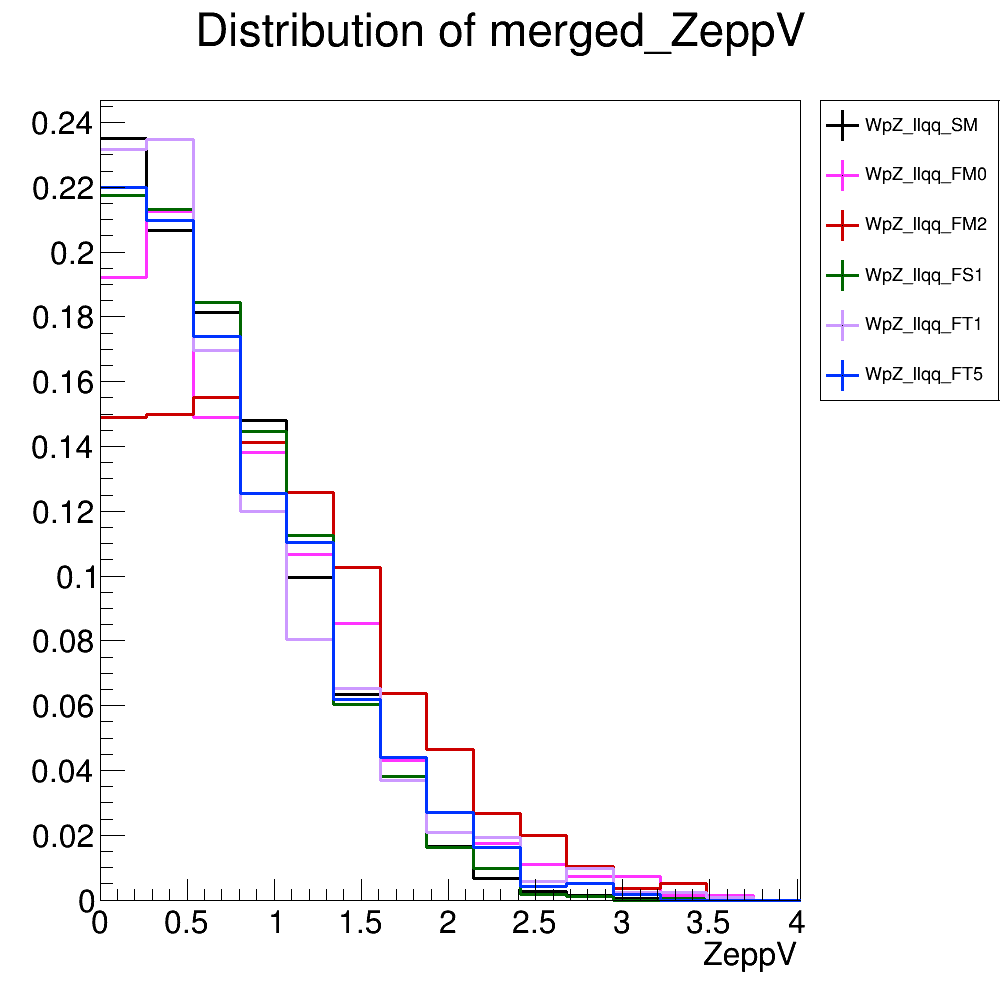 Distribution of merged_ZeppV
0.24
0.22
0.2
0.18
0.16
0.14
0.12
0.1
0.08
0.06
0.04
0.02
0
0 0.5 1 1.5 2 2.5 3 3.5 4
ZeppV
WpZ_llqq_SM
WpZ_llqq_FM0
WpZ_llqq_FM2
WpZ_llqq_FS1
WpZ_llqq_FT1
WpZ_llqq_FT5